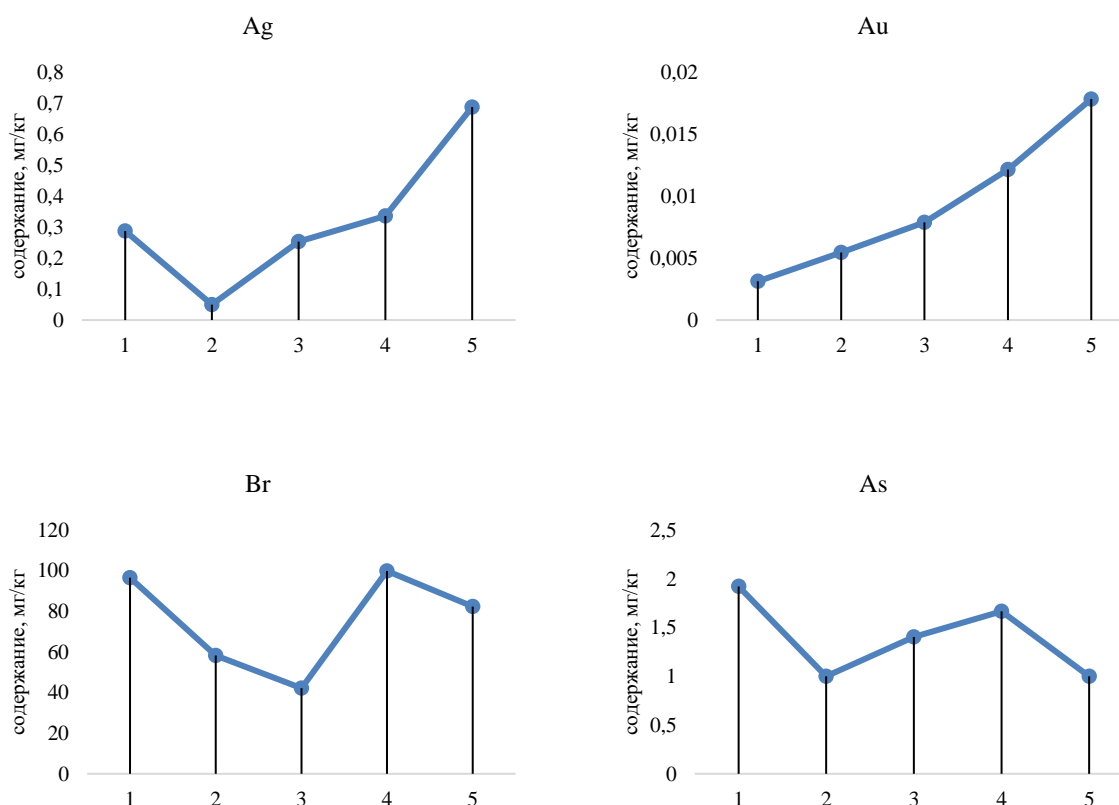 Ag
содержание, мг/кг
0,8
0,7
0,6
0,5
0,4
0,3
0,2
0,1
0
1 2 3 4 5
Au
содержание, мг/кг
0,02
0,015
0,01
0,005
0
1 2 3 4 5
Br
содержание, мг/кг
120
100
80
60
40
20
0
1 2 3 4 5
As
содержание, мг/кг
2,5
2
1,5
1
0,5
0
1 2 3 4 5